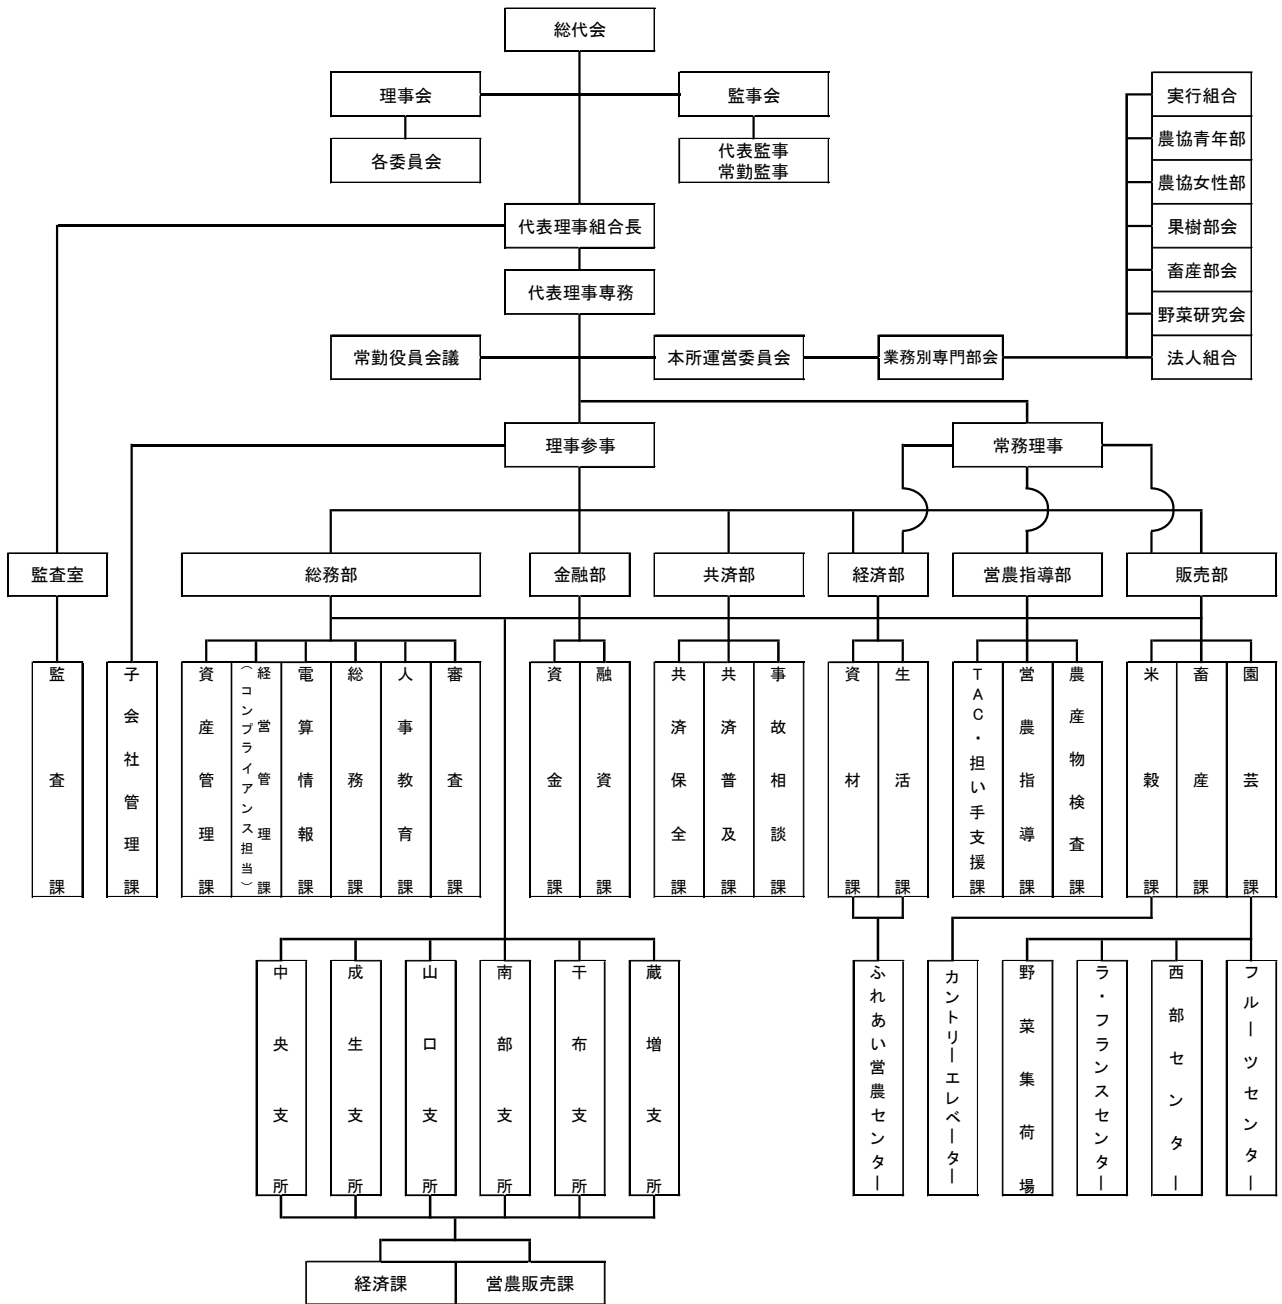 総代会
理事会
監事会
各委員会
代表監事
常勤監事
実行組合
農協青年部
農協女性部
果樹部会
畜産部会
野菜研究会
法人組合
代表理事組合長
代表理事専務
常勤役員会議
本所運営委員会
業務別専門部会
理事参事
常務理事
監査室
総務部
金融部
共済部
経済部
営農指導部
販売部
監査課
子会社管理課
資産管理課
経営管理課
（コンプライアンス担当）
電算情報課
総務課
人事教育課
審査課
資金課
融資課
共済保全課
共済普及課
事故相談課
資材課
生活課
TAC・担い手支援課
営農指導課
農産物検査課
米穀課
畜産課
園芸課
中央支所
成生支所
山口支所
南部支所
干布支所
蔵増支所
ふれあい営農センター
カントリーエレベーター
野菜集荷場
ラ・フランスセンター
西部センター
フルーツセンター
経済課
営農販売課